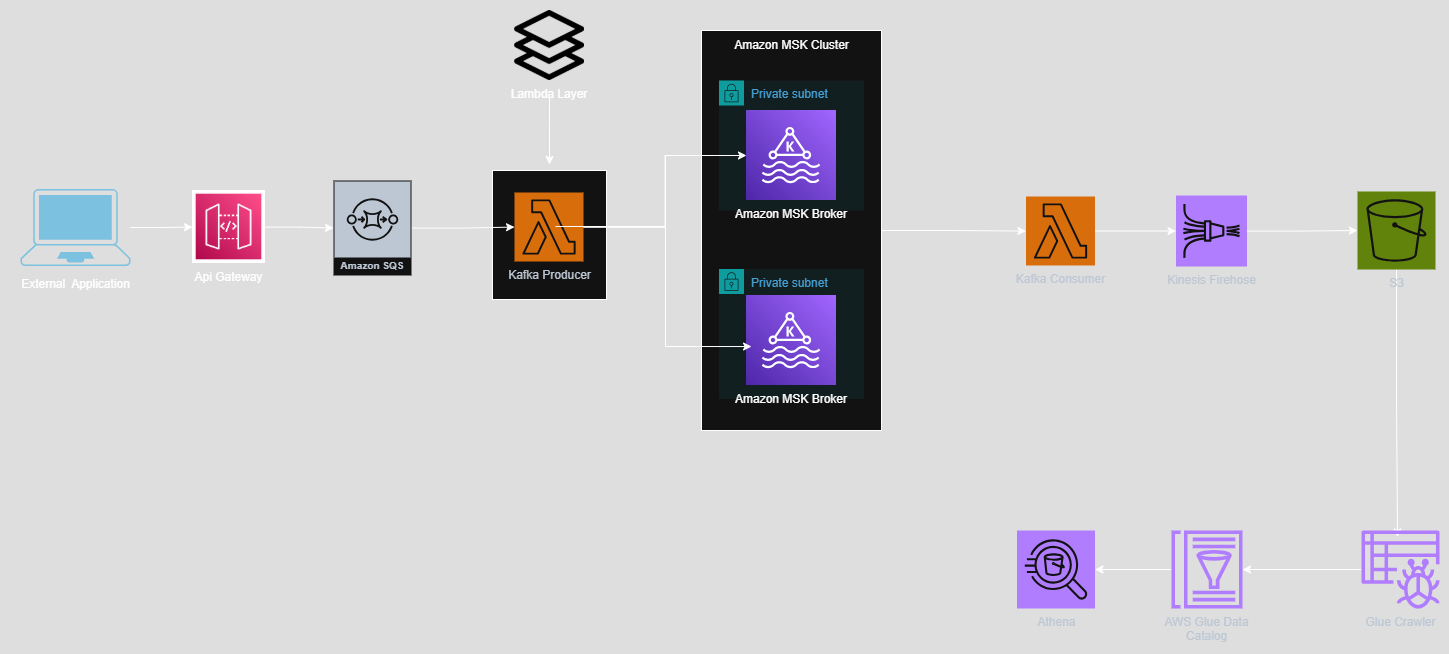 Lambda Layer
Amazon MSK Cluster
Private subnet
K
Amazon MSK Broker
External Application
Api Gateway
Amazon SQS
Kafka Producer
Private subnet
K
Amazon MSK Broker
Kafka Consumer
Kinesis Firehose
S3
Athena
AWS Glue Data
Catalog
Glue Crawler